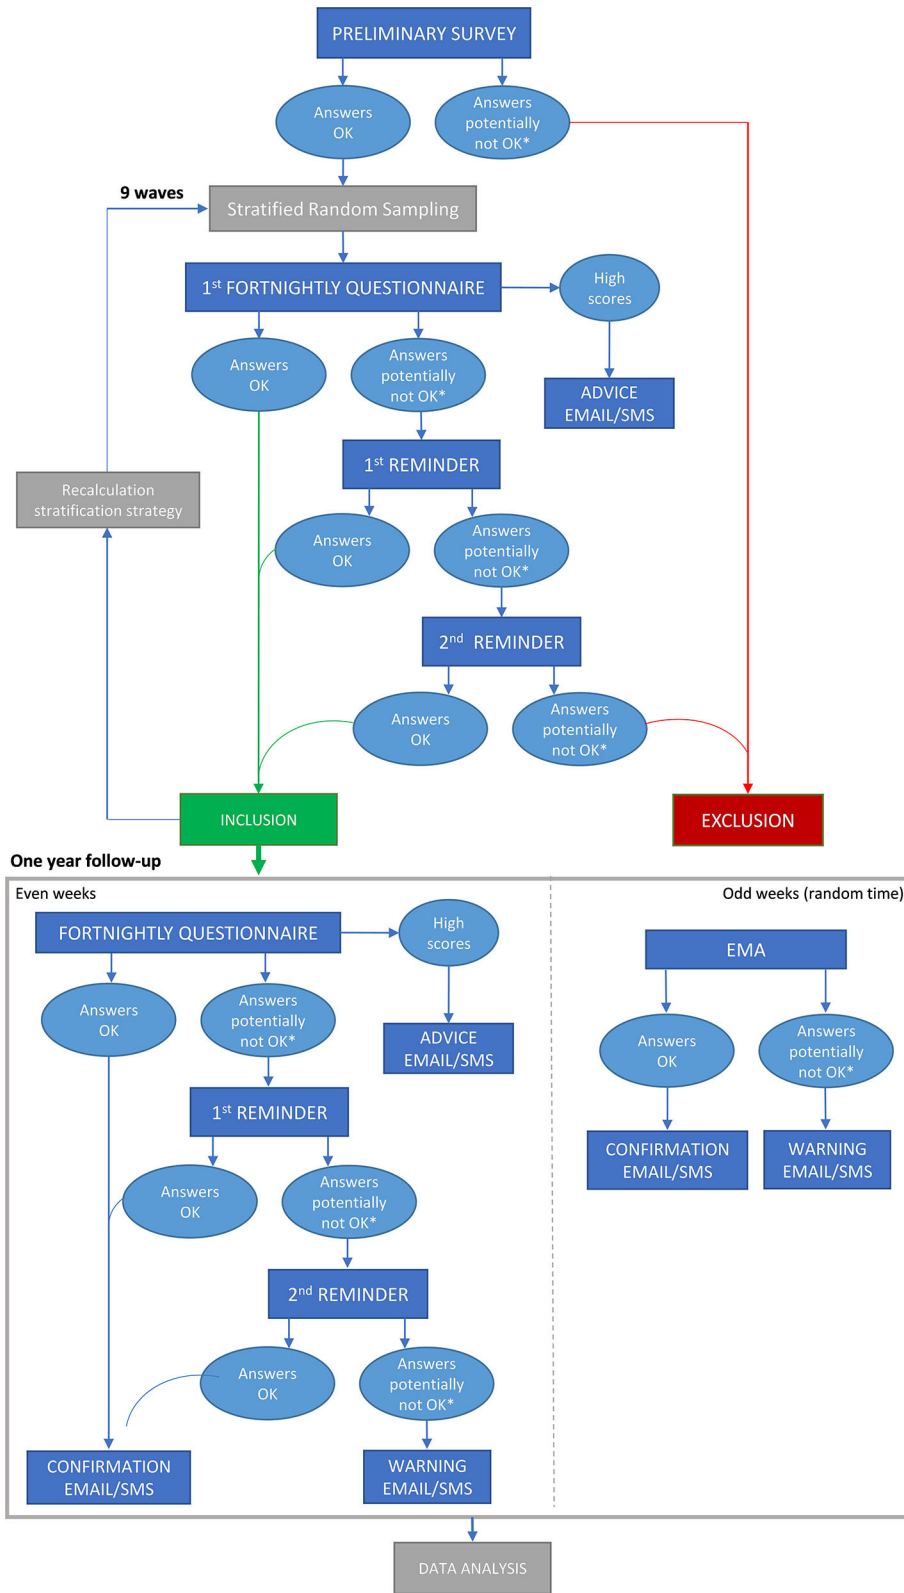 PRELIMINARY SURVEY
Answers
OK
Answers
potentially
not OK*
9 waves
Stratified Random Sampling
1st FORTNIGHTLY QUESTIONNAIRE
High
scores
Answers
OK
Answers
potentially
not OK*
ADVICE
EMAIL/SMS
1st REMINDER
Recalculation
stratification strategy
Answers
OK
Answers
potentially
not OK*
2nd REMINDER
Answers
OK
Answers
potentially
not OK*
INCLUSION
EXCLUSION
One year follow-up
Even weeks
FORTNIGHTLY QUESTIONNAIRE
High
scores
Answers
OK
Answers
potentially
not OK*
ADVICE
EMAIL/SMS
1st REMINDER
Answers
OK
Answers
potentially
not OK*
2nd REMINDER
Answers
OK
Answers
potentially
not OK*
CONFIRMATION
EMAIL/SMS
WARNING
EMAIL/SMS
Odd weeks (random time)
EMA
Answers
OK
Answers
potentially
not OK*
CONFIRMATION
EMAIL/SMS
WARNING
EMAIL/SMS
DATA ANALYSIS